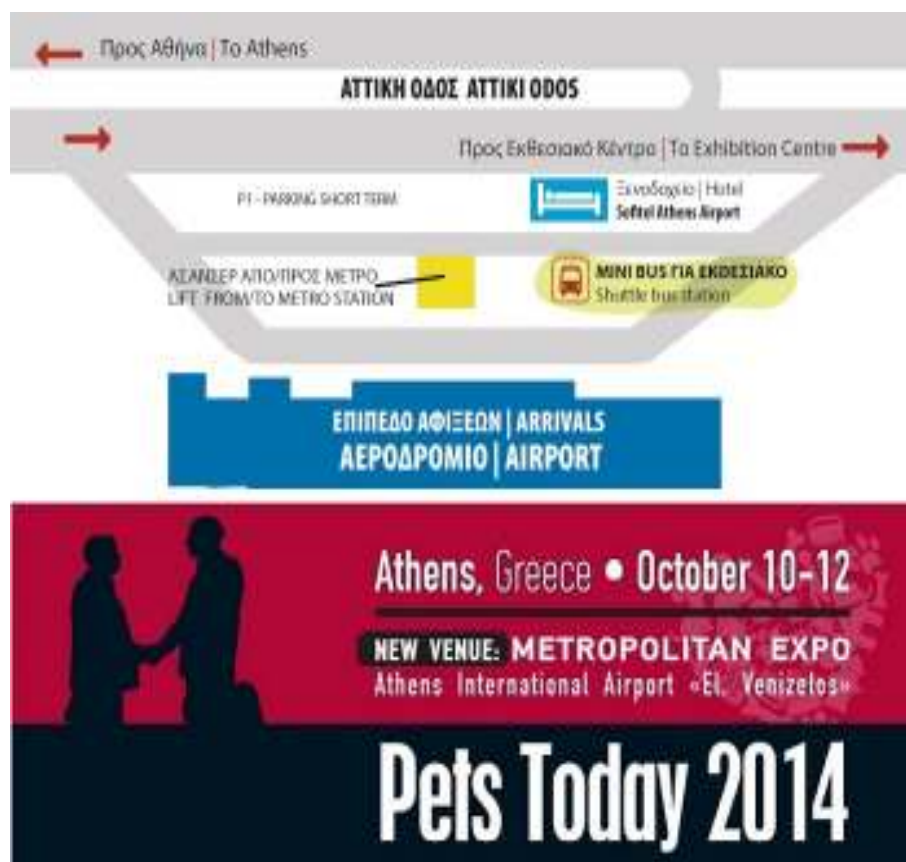 Προς Αθήνα | To Athens
ΑΤΤΙΚΗ ΟΔΟΣ ATTIKI ODOS
Προς Εκθεσιακό Κέντρο | To Exhibition Centre
P1 - PARKING SHORT TERM
Ξενοδοχείο | Hotel
Sofitel Athens Airport
ΑΣΑΝΣΕΡ ΑΠΟ/ΠΡΟΣ ΜΕΤΡΟ
LIFT FROM/TO METRO STATION
MINI BUS ΓΙΑ ΕΚΘΕΣΙΑΚΟ
Shuttle bus station
ΕΠΙΠΕΔΟ ΑΦΙΞΕΩΝ | ARRIVALS
ΑΕΡΟΔΡΟΜΙΟ | AIRPORT
Athens, Greece • October 10-12
NEW VENUE: METROPOLITAN EXPO
Athens International Airport «El. Venizelos»
Pets Today 2014